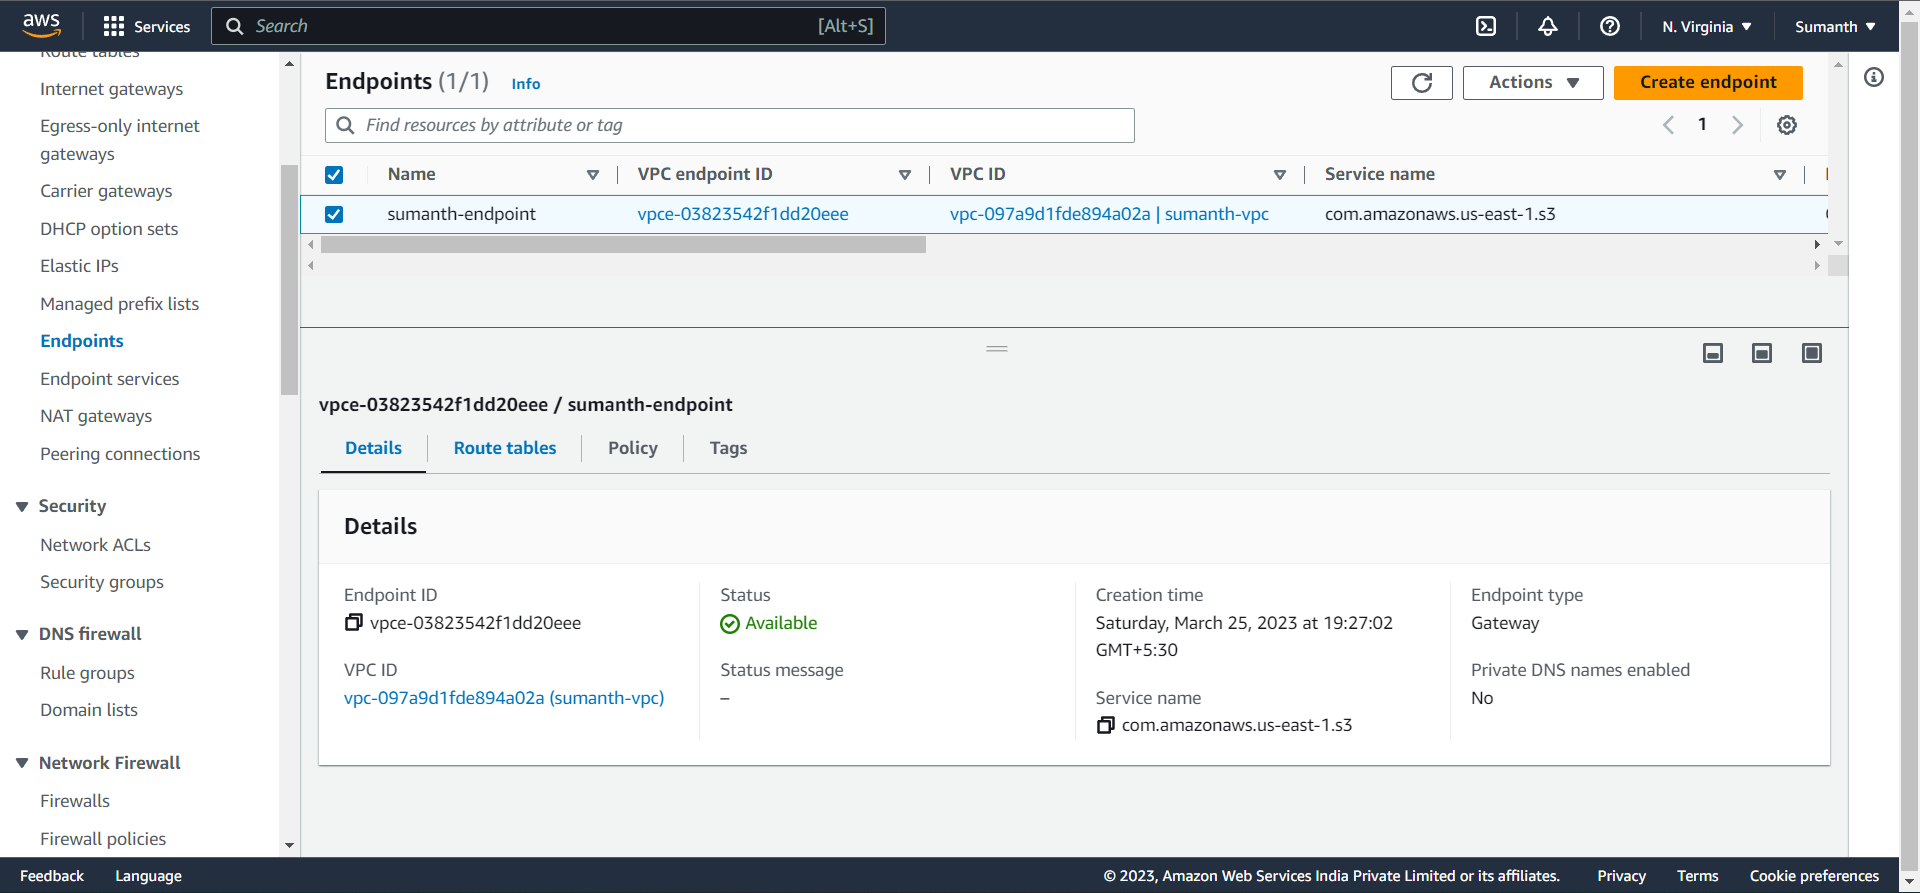 aws
Services
Search
[Alt+S]
N. Virginia
Sumanth
Route tables
Internet gateways
Egress-only internet
gateways
Carrier gateways
DHCP option sets
Elastic IPs
Managed prefix lists
Endpoints
Endpoint services
NAT gateways
Peering connections
Security
Network ACLs
Security groups
DNS firewall
Rule groups
Domain lists
Network Firewall
Firewalls
Firewall policies
Endpoints (1/1) Info
Actions
Create endpoint
Find resources by attribute or tag
1
Name VPC endpoint ID VPC ID Service name
sumanth-endpoint vpce-03823542f1dd20eee vpc-097a9d1fde894a02a | sumanth-vpc com.amazonaws.us-east-1.s3
vpce-03823542f1dd20eee / sumanth-endpoint
Details Route tables Policy Tags
Details
Endpoint ID
vpce-03823542f1dd20eee
VPC ID
vpc-097a9d1fde894a02a (sumanth-vpc)
Status
Available
Status message
–
Creation time
Saturday, March 25, 2023 at 19:27:02
GMT+5:30
Service name
com.amazonaws.us-east-1.s3
Endpoint type
Gateway
Private DNS names enabled
No
Feedback Language © 2023, Amazon Web Services India Private Limited or its affiliates. Privacy Terms Cookie preferences